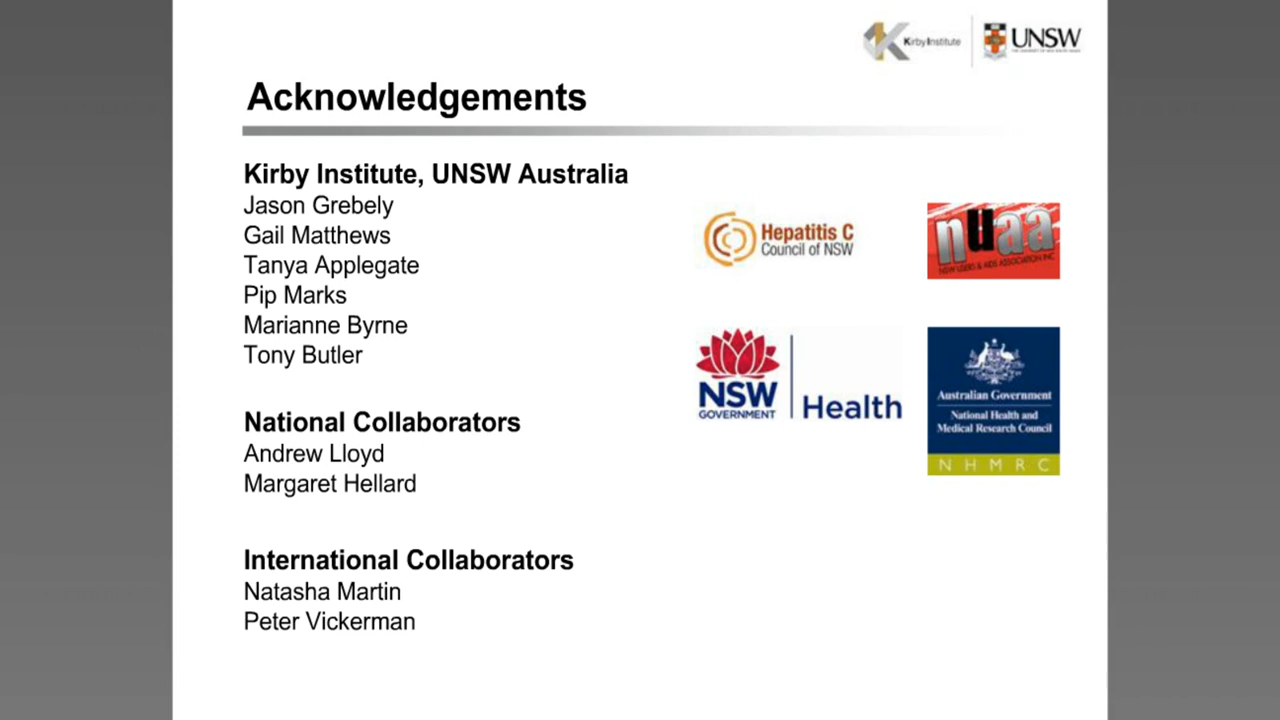 KirbyInstitute
UNSW
Acknowledgements
Kirby Institute, UNSW Australia
Jason Grebely
Gail Matthews
Tanya Applegate
Pip Marks
Marianne Byrne
Tony Butler
National Collaborators
Andrew Lloyd
Margaret Hellard
International Collaborators
Natasha Martin
Peter Vickerman
Hepatitis C
Council of NSW
nuaa
NSW USERS & AIDS ASSOCIATION INC
NSW
GOVERNMENT
Health
Australian Government
National Health and
Medical Research Council
NHMRC